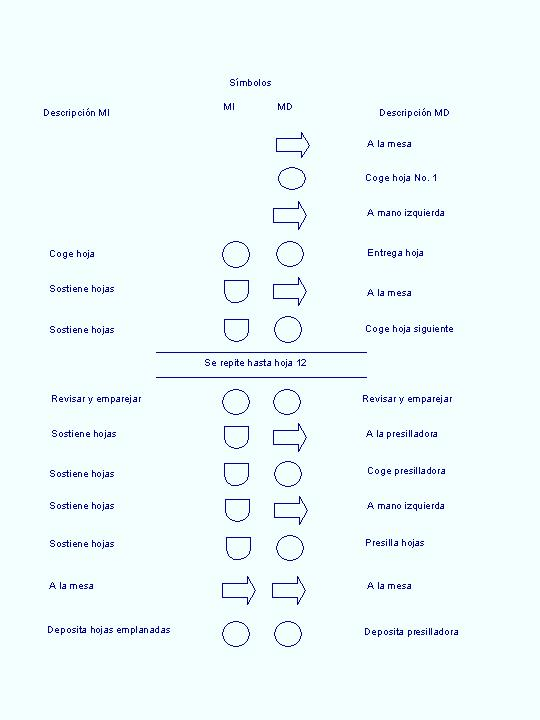 Símbolos
Descripción MI MI MD Descripción MD
A la mesa
Coge hoja No. 1
A mano izquierda
Coge hoja Entrega hoja
Sostiene hojas A la mesa
Sostiene hojas Coge hoja siguiente
Se repite hasta hoja 12
Revisar y emparejar Revisar y emparejar
Sostiene hojas A la presilladora
Sostiene hojas Coge presilladora
Sostiene hojas A mano izquierda
Sostiene hojas Presilla hojas
A la mesa A la mesa
Deposita hojas emplanadas Deposita presilladora